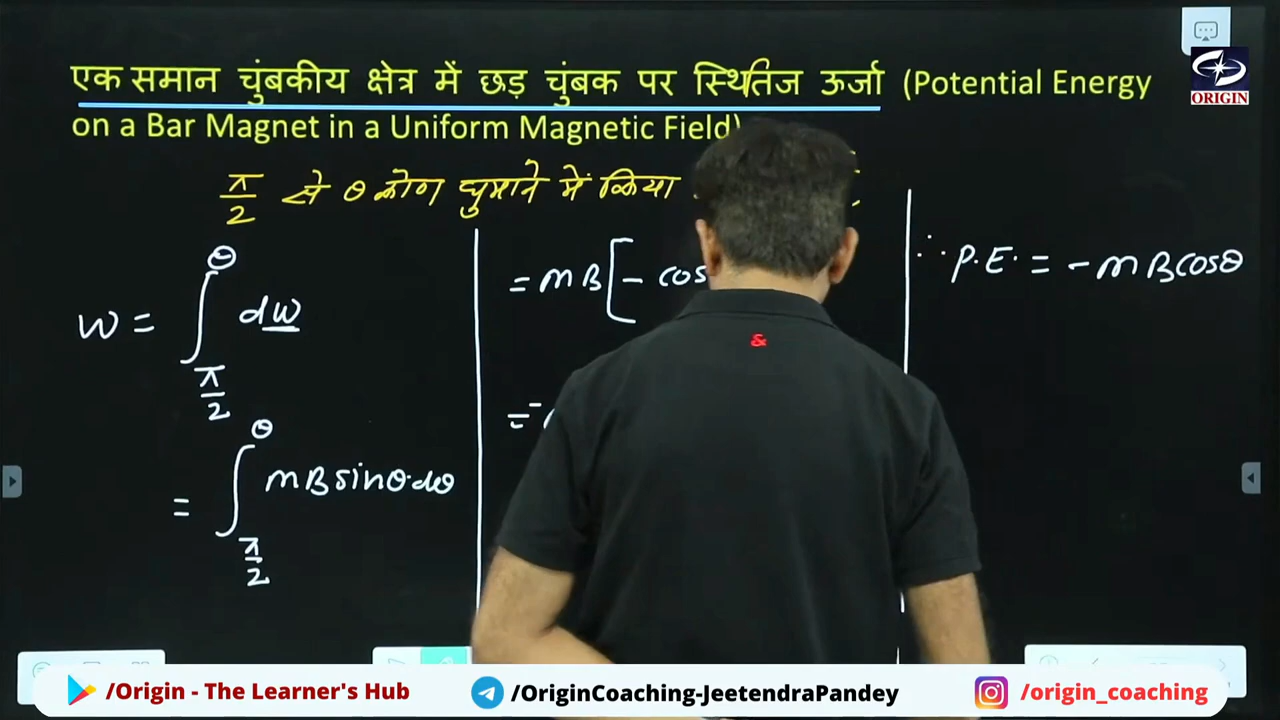 एक समान चुंबकीय क्षेत्र में छड़ चुंबक पर स्थितिज ऊर्जा (Potential Energy
on a Bar Magnet in a Uniform Magnetic Field)
ORIGIN
π/2 से θ कोण घुमाने में किया
W = ∫_{π/2}^{θ} dW
= ∫_{π/2}^{θ} MB sinθ·dθ
= MB [ - cos
= -
∴ P.E. = - MB cosθ
&
/Origin - The Learner's Hub
/OriginCoaching-JeetendraPandey
/origin_coaching